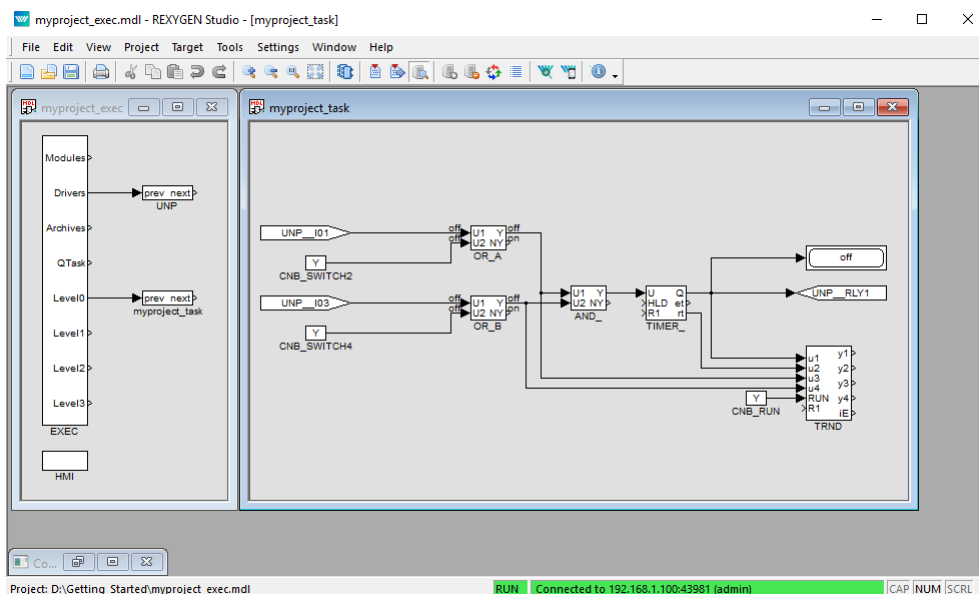 myproject_exec.mdl - REXYGEN Studio - [myproject_task]
File Edit View Project Target Tools Settings Window Help
myproject_exec
Modules
Drivers
prev next
UNP
Archives
QTask
Level0
prev next
myproject_task
Level1
Level2
Level3
EXEC
HMI
myproject_task
UNP__I01
off
off
U1 Y
U2 NY
off
on
OR_A
Y
CNB_SWITCH2
UNP__I03
off
off
U1 Y
U2 NY
off
on
OR_B
Y
CNB_SWITCH4
U1 Y
U2 NY
AND_
U Q
HLD et
R1 rt
TIMER_
off
UNP__RLY1
u1 y1
u2 y2
u3 y3
u4
RUN y4
R1 iE
TRND
Y
CNB_RUN
Co...
Project: D:\Getting_Started\myproject_exec.mdl
RUN
Connected to 192.168.1.100:43981 (admin)
CAP NUM SCRL